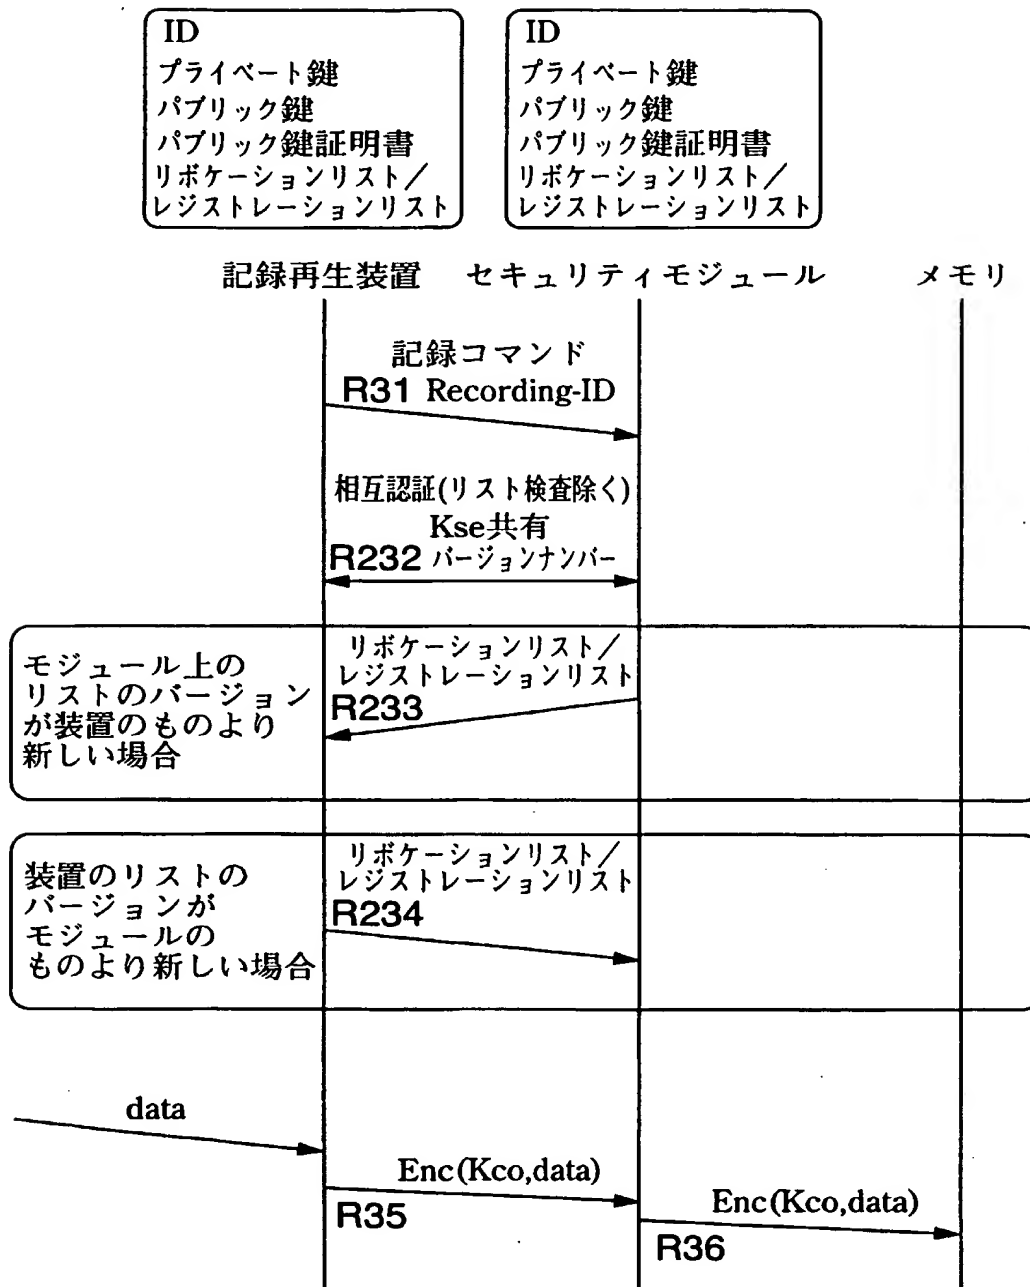 ID
プライベート鍵
パブリック鍵
パブリック鍵証明書
リボケーションリスト／
レジストレーションリスト
ID
プライベート鍵
パブリック鍵
パブリック鍵証明書
リボケーションリスト／
レジストレーションリスト
記録再生装置
セキュリティモジュール
メモリ
記録コマンド
R31 Recording-ID
相互認証(リスト検査除く)
Kse共有
R232 バージョンナンバー
モジュール上の
リストのバージョン
が装置のものより
新しい場合
リボケーションリスト／
レジストレーションリスト
R233
装置のリストの
バージョンが
モジュールの
ものより新しい場合
リボケーションリスト／
レジストレーションリスト
R234
data
Enc(Kco,data)
R35
Enc(Kco,data)
R36